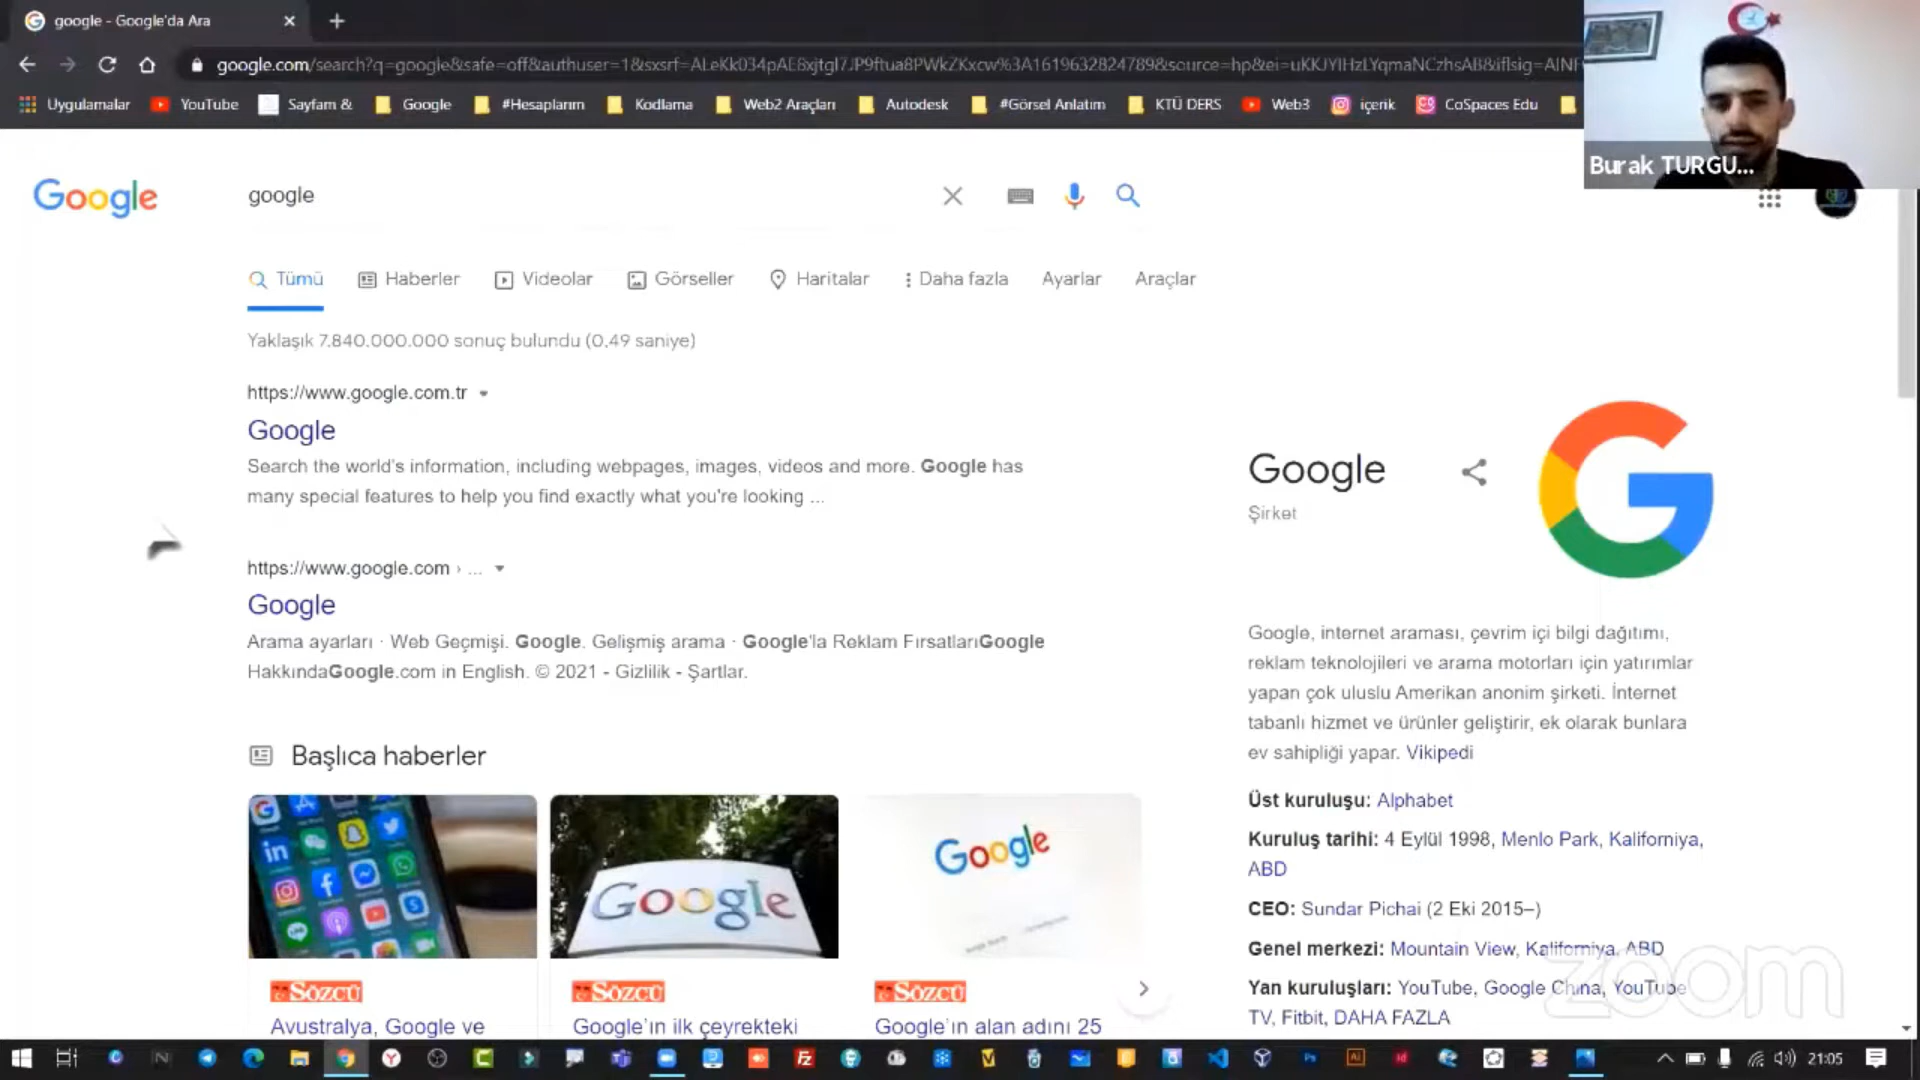 google - Google'da Ara
google.com/search?q=google&safe=off&authuser=1&sxsrf=
Uygulamalar YouTube Sayfam & Google #Hesaplarım Kodlama Web2 Araçları Autodesk #Görsel Anlatım KTÜ DERS Web3 içerik CoSpaces Edu
Burak TURGU...
Google google
Tümü Haberler Videolar Görseller Haritalar Daha fazla Ayarlar Araçlar
Yaklaşık 7.840.000.000 sonuç bulundu (0,49 saniye)
https://www.google.com.tr
Google
Search the world's information, including webpages, images, videos and more. Google has
many special features to help you find exactly what you're looking ...
https://www.google.com › ...
Google
Arama ayarları · Web Geçmişi. Google. Gelişmiş arama · Google'la Reklam FırsatlarıGoogle
HakkındaGoogle.com in English. © 2021 - Gizlilik - Şartlar.
Başlıca haberler
Google
Google
SÖZCÜ
SÖZCÜ
SÖZCÜ
Avustralya, Google ve
Google'ın ilk çeyrekteki
Google'ın alan adını 25
Google
Şirket
Google, internet araması, çevrim içi bilgi dağıtımı,
reklam teknolojileri ve arama motorları için yatırımlar
yapan çok uluslu Amerikan anonim şirketi. İnternet
tabanlı hizmet ve ürünler geliştirir, ek olarak bunlara
ev sahipliği yapar. Vikipedi
Üst kuruluşu: Alphabet
Kuruluş tarihi: 4 Eylül 1998, Menlo Park, Kaliforniya,
ABD
CEO: Sundar Pichai (2 Eki 2015–)
Genel merkezi: Mountain View, Kaliforniya, ABD
Yan kuruluşları: YouTube, Google China, YouTube
TV, Fitbit, DAHA FAZLA
zoom
21:05